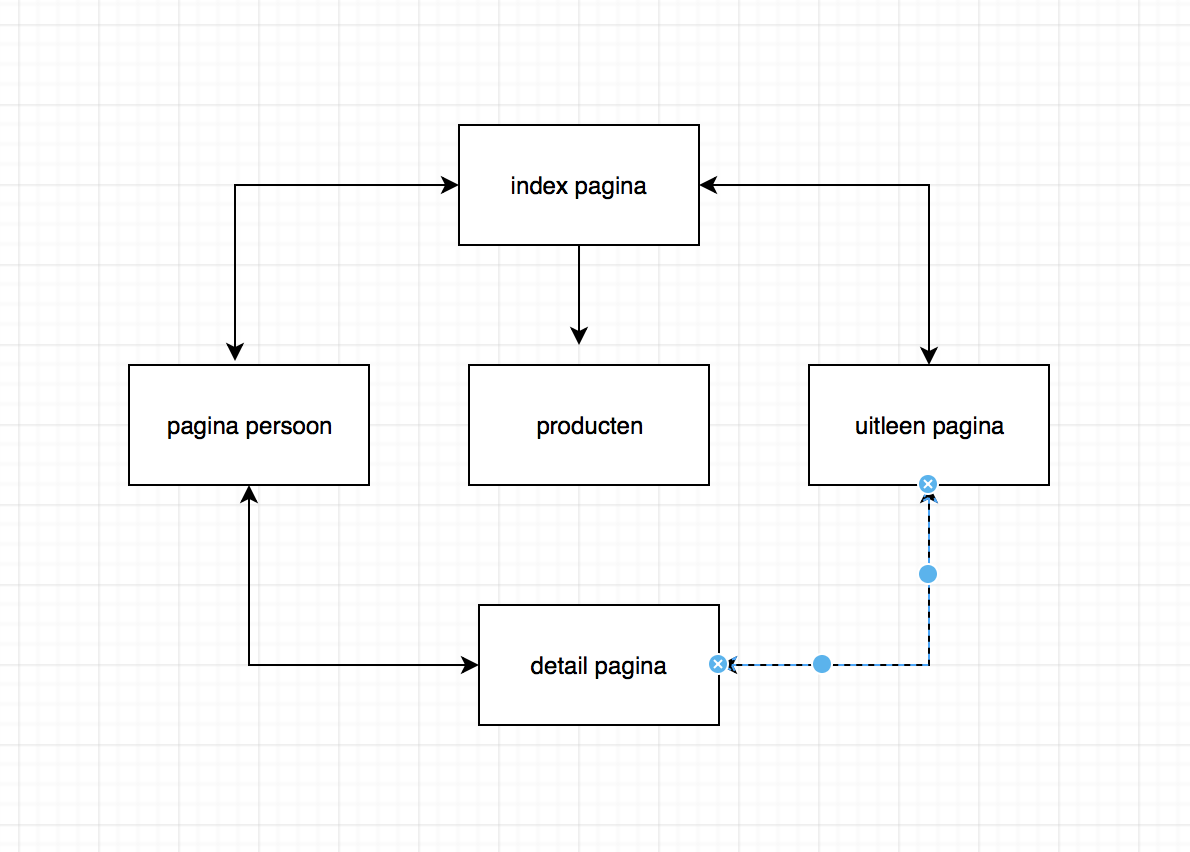 index pagina
pagina persoon
producten
uitleen pagina
detail pagina